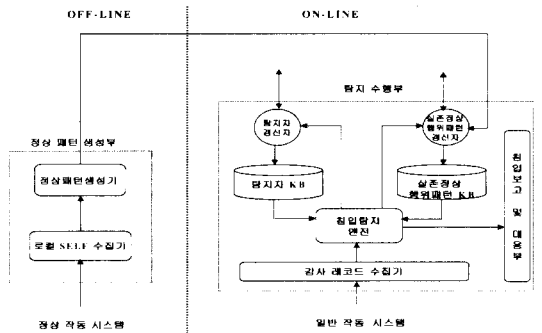 OFF-LINE
ON-LINE
탐지 수행부
탐지자
갱신자
실존정상
행위패턴
갱신자
정상 패턴 생성부
정상패턴생성기
로컬 SELF 수집기
탐지자 KB
실존정상
행위패턴 KB
침입탐지
엔진
감사 레코드 수집기
침입보고 및 대응부
정상 작동 시스템
일반 작동 시스템